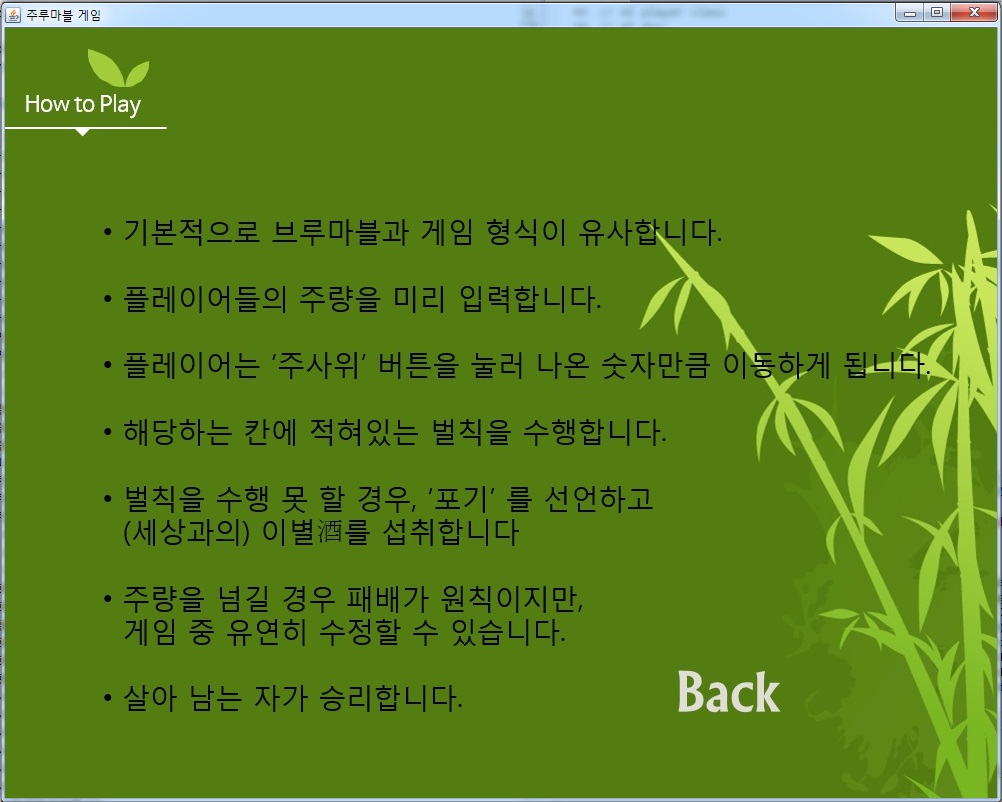 주루마블 게임
How to Play
• 기본적으로 브루마블과 게임 형식이 유사합니다.
• 플레이어들의 주량을 미리 입력합니다.
• 플레이어는 ‘주사위’ 버튼을 눌러 나온 숫자만큼 이동하게 됩니다.
• 해당하는 칸에 적혀있는 벌칙을 수행합니다.
• 벌칙을 수행 못 할 경우, ‘포기’ 를 선언하고
(세상과의) 이별酒를 섭취합니다
• 주량을 넘길 경우 패배가 원칙이지만,
게임 중 유연히 수정할 수 있습니다.
• 살아 남는 자가 승리합니다.
Back